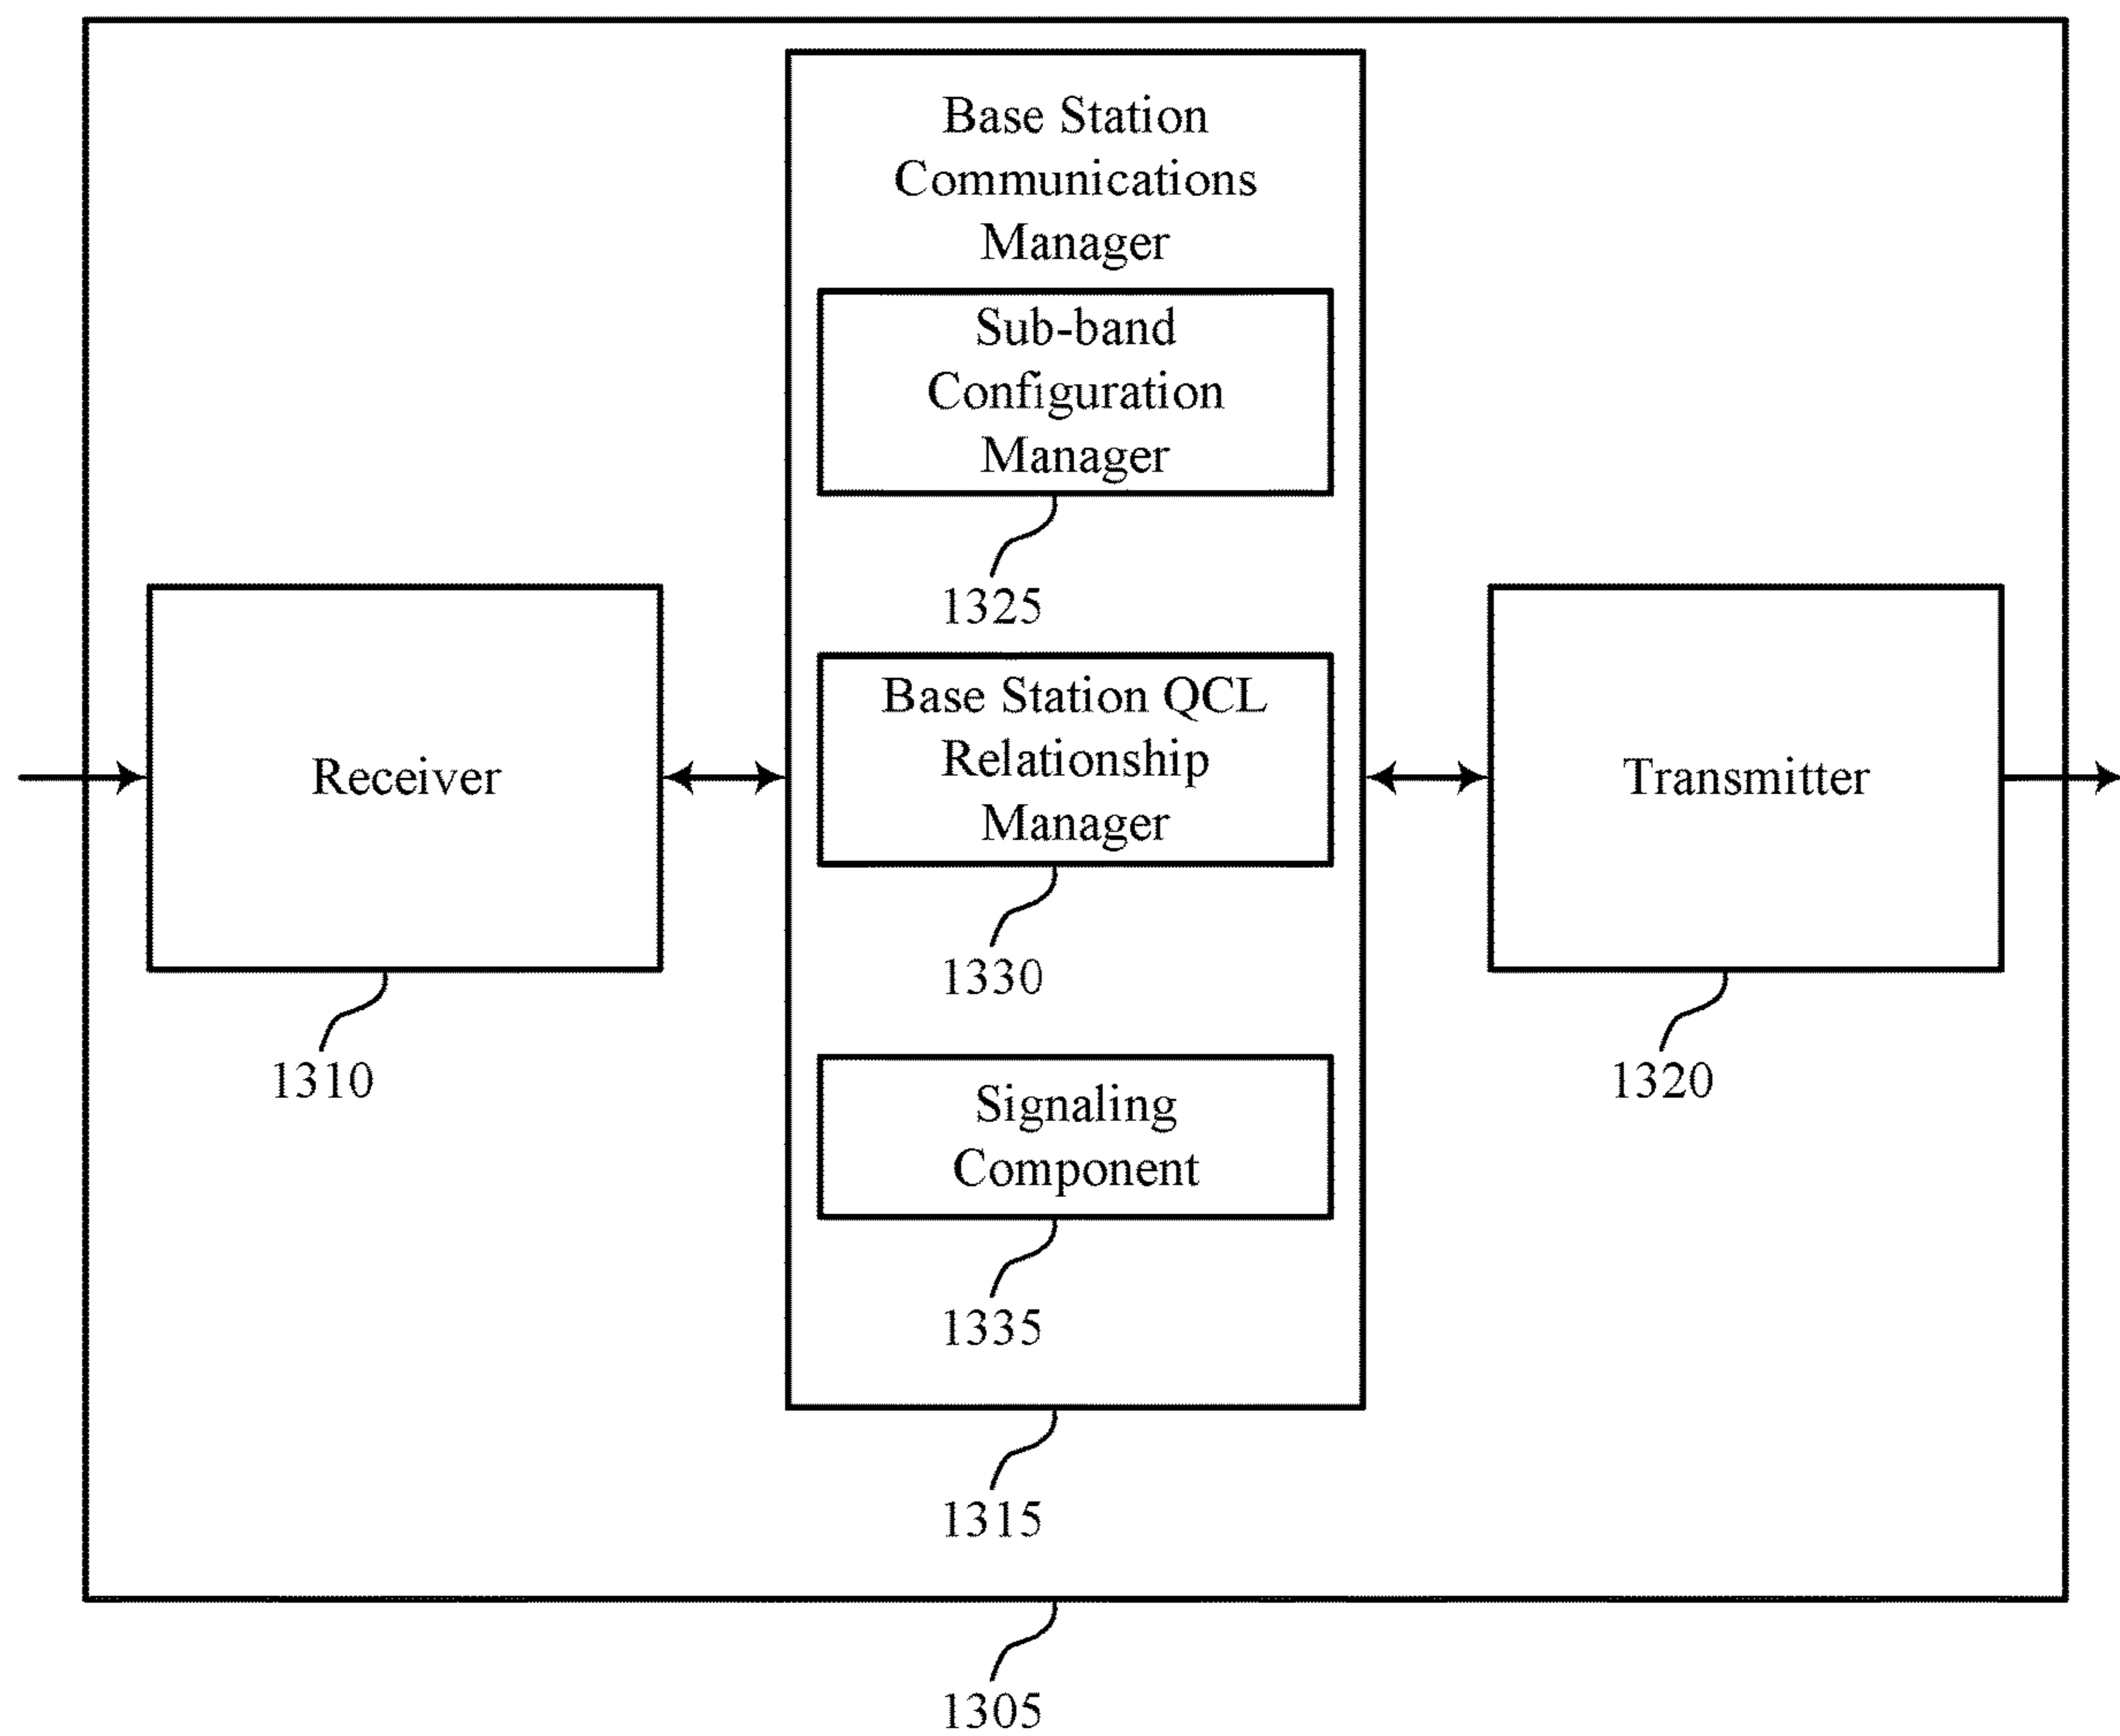 Base Station
Communications
Manager
Sub-band
Configuration
Manager
1325
Receiver
1310
Base Station QCL
Relationship
Manager
1330
Transmitter
1320
Signaling
Component
1335
1315
1305